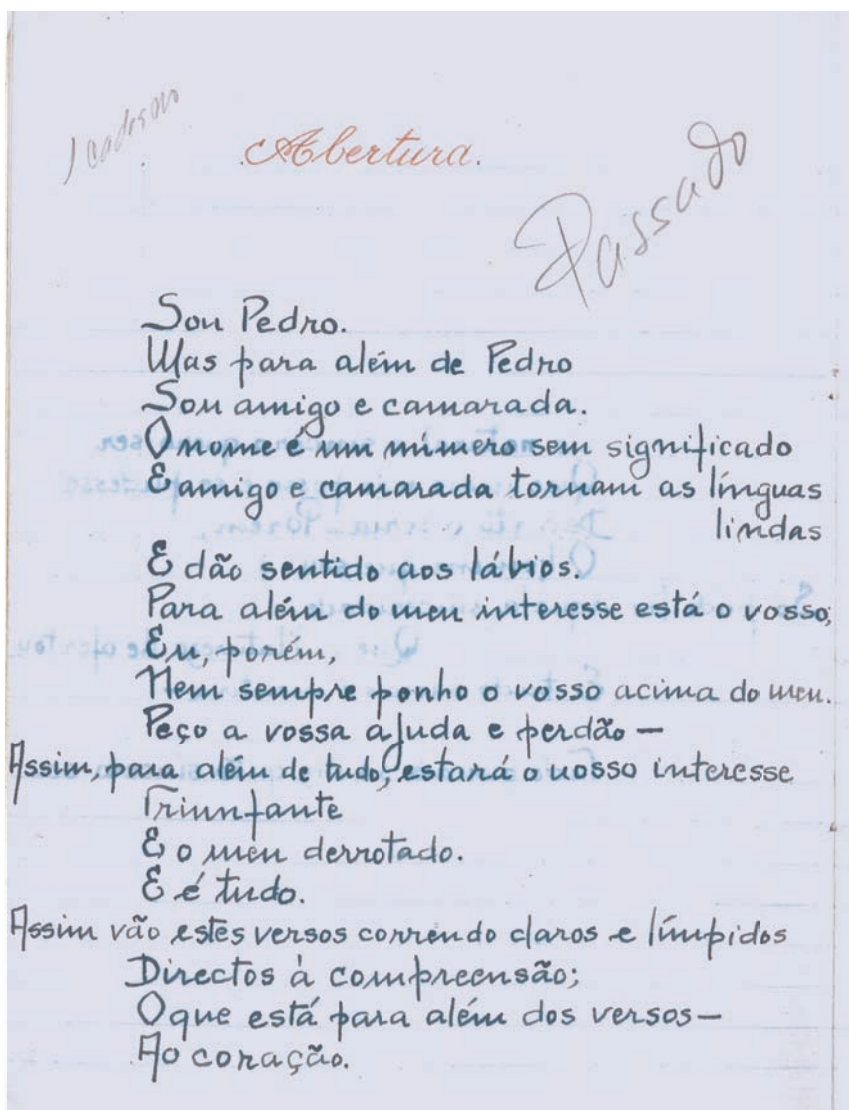 1 caderno
Abertura.
Passado
Sou Pedro.
Mas para além de Pedro
Sou amigo e camarada.
O nome é um número sem significado
E amigo e camarada tornam as línguas
lindas
E dão sentido aos lábios.
Para além do meu interesse está o vosso;
Eu, porém,
Nem sempre ponho o vosso acima do meu.
Peço a vossa ajuda e perdão —
Assim, para além de tudo, estará o nosso interesse
Triunfante
E o meu derrotado.
E é tudo.
Assim vão estes versos correndo claros e límpidos
Directos à compreensão;
O que está para além dos versos —
Ao coração.